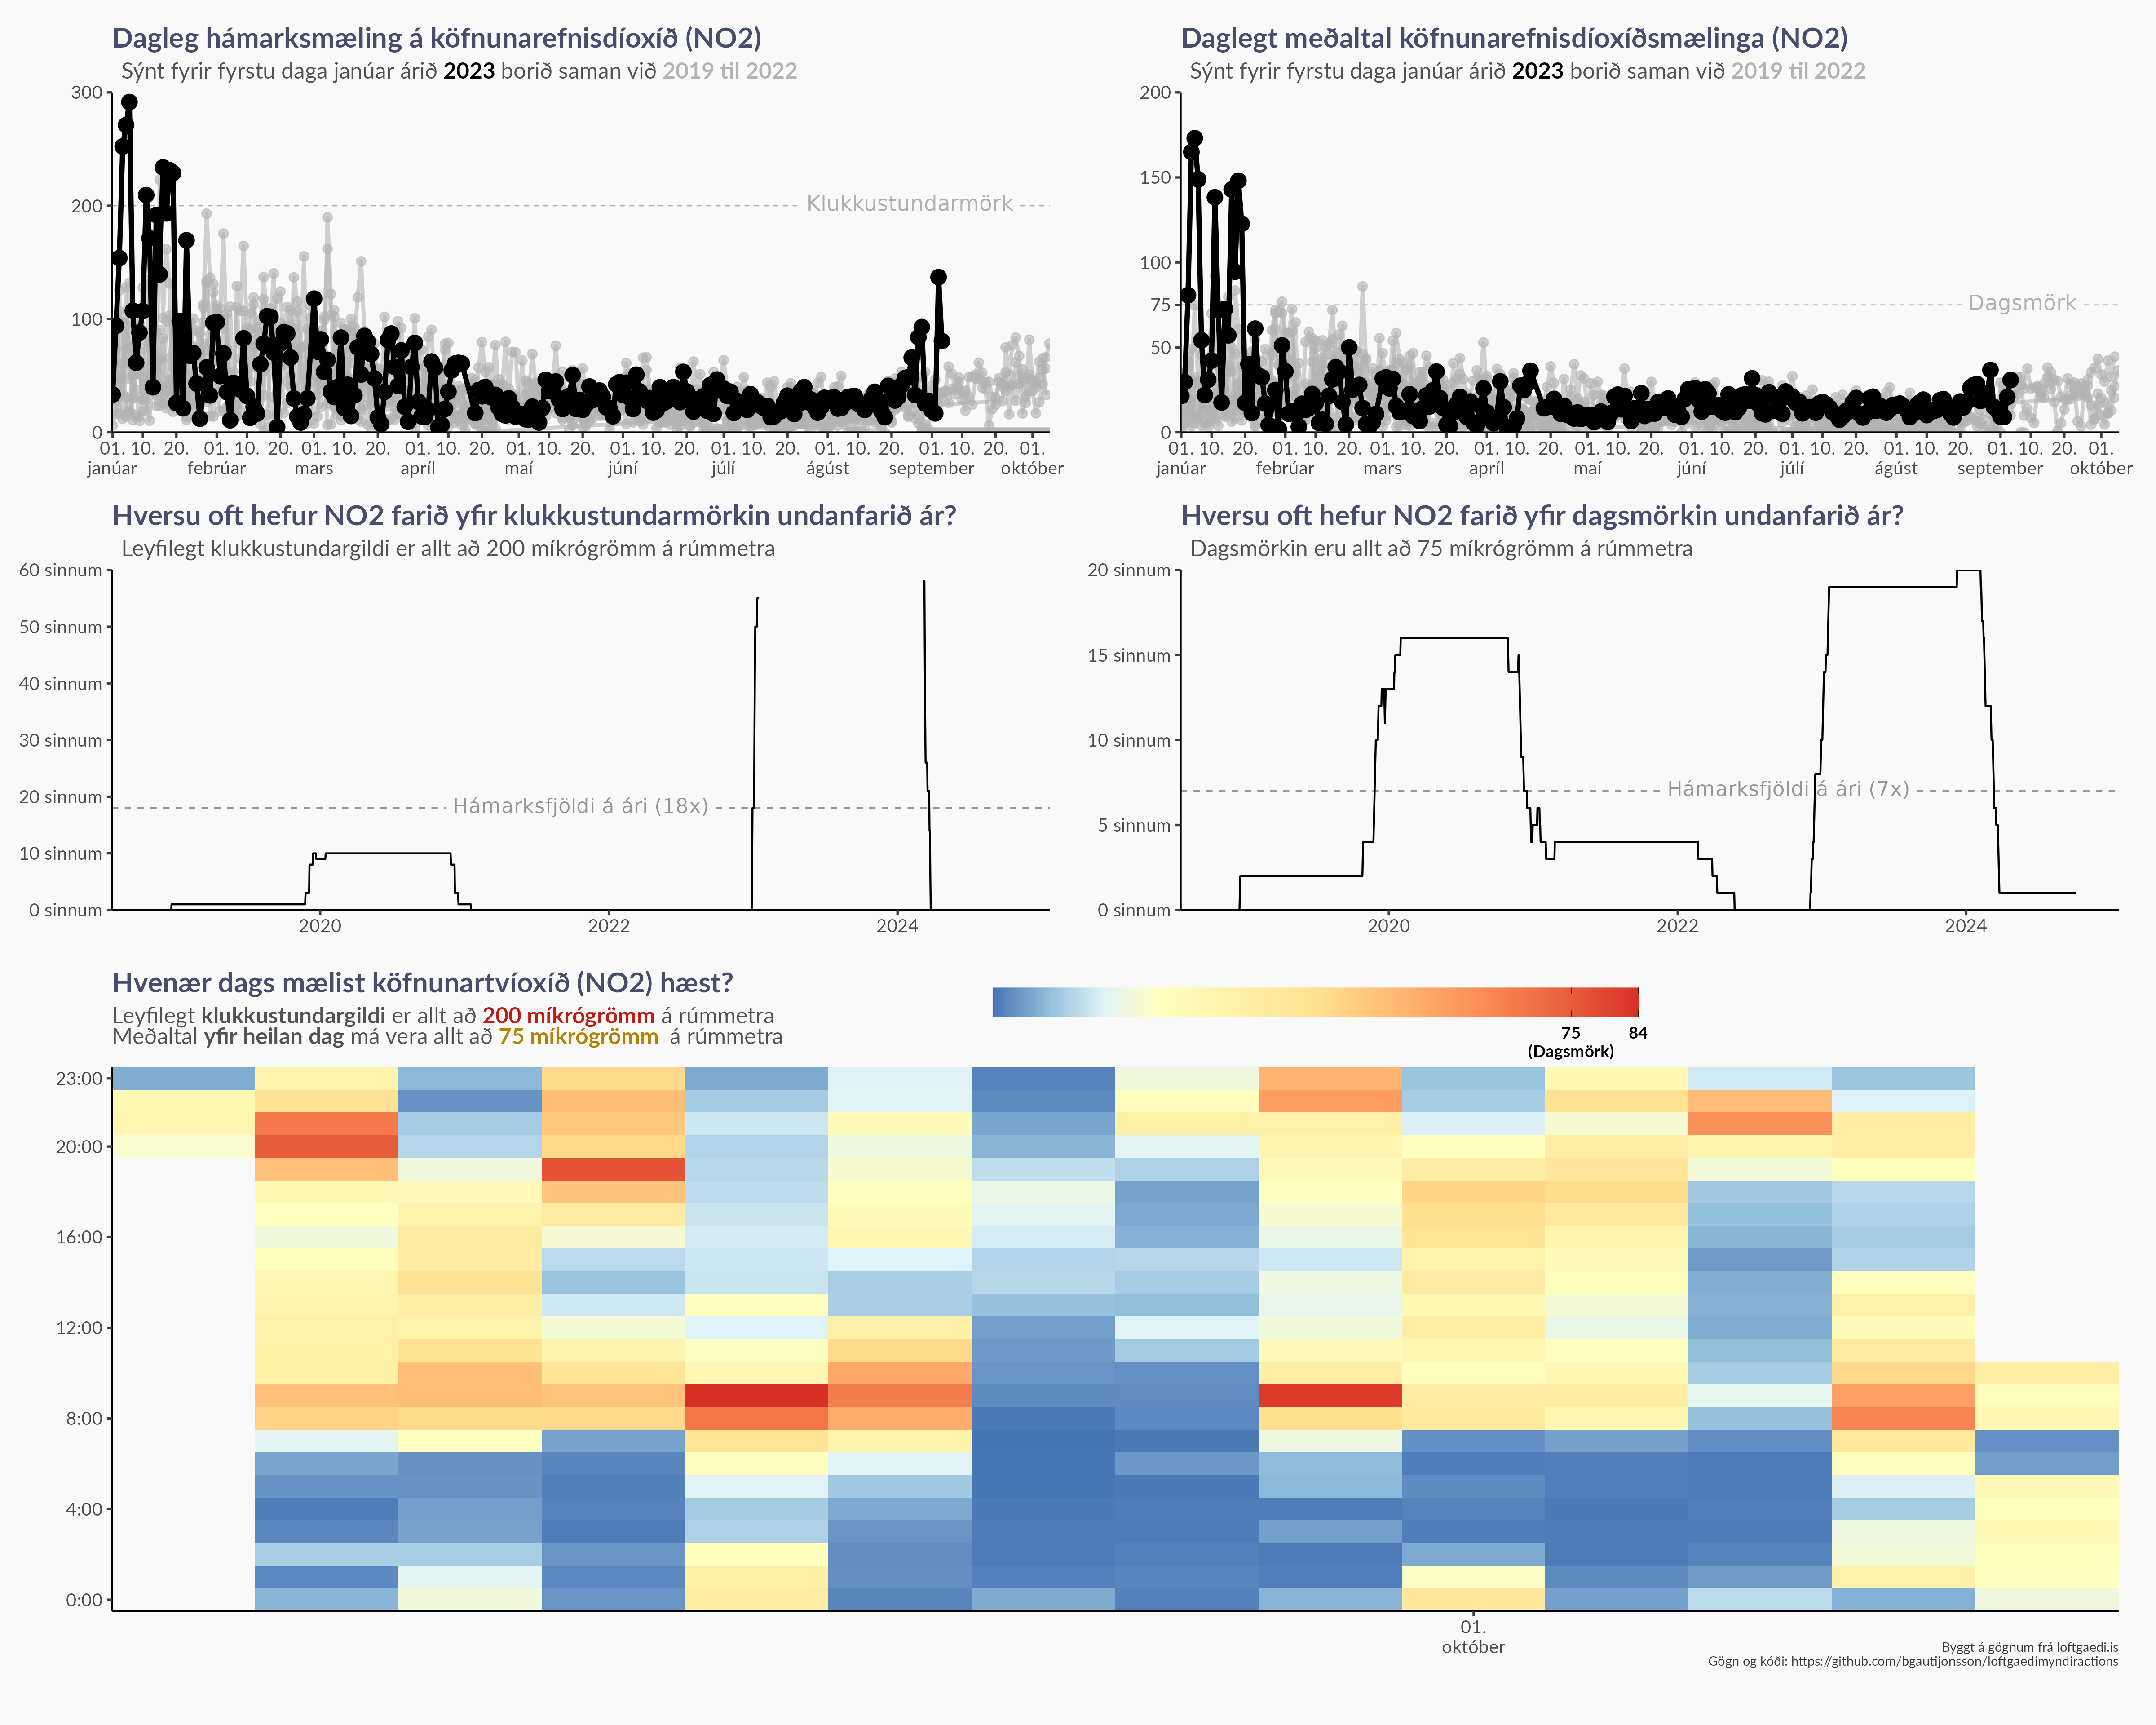 Dagleg hámarksmæling á köfnunarefnisdíoxíð (NO2)
Sýnt fyrir fyrstu daga janúar árið 2023 borið saman við 2019 til 2022
300
200
100
0
Klukkustundarmörk
01. 10. 20. 01. 10. 20. 01. 10. 20. 01. 10. 20. 01. 10. 20. 01. 10. 20. 01. 10. 20. 01. 10. 20. 01. 10. 20. 01.
janúar febrúar mars apríl maí júní júlí ágúst september október
Daglegt meðaltal köfnunarefnisdíoxíðsmælinga (NO2)
Sýnt fyrir fyrstu daga janúar árið 2023 borið saman við 2019 til 2022
200
150
100
75
50
0
Dagsmörk
01. 10. 20. 01. 10. 20. 01. 10. 20. 01. 10. 20. 01. 10. 20. 01. 10. 20. 01. 10. 20. 01. 10. 20. 01. 10. 20. 01.
janúar febrúar mars apríl maí júní júlí ágúst september október
Hversu oft hefur NO2 farið yfir klukkustundarmörkin undanfarið ár?
Leyfilegt klukkustundargildi er allt að 200 míkrógrömm á rúmmetra
60 sinnum
50 sinnum
40 sinnum
30 sinnum
20 sinnum
10 sinnum
0 sinnum
Hámarksfjöldi á ári (18x)
2020 2022 2024
Hversu oft hefur NO2 farið yfir dagsmörkin undanfarið ár?
Dagsmörkin eru allt að 75 míkrógrömm á rúmmetra
20 sinnum
15 sinnum
10 sinnum
5 sinnum
0 sinnum
Hámarksfjöldi á ári (7x)
2020 2022 2024
Hvenær dags mælist köfnunartvíoxíð (NO2) hæst?
Leyfilegt klukkustundargildi er allt að 200 míkrógrömm á rúmmetra
Meðaltal yfir heilan dag má vera allt að 75 míkrógrömm á rúmmetra
75 84
(Dagsmörk)
23:00
20:00
16:00
12:00
8:00
4:00
0:00
01.
október
Byggt á gögnum frá loftgaedi.is
Gögn og kóði: https://github.com/bgautijonsson/loftgaedimyndiractions